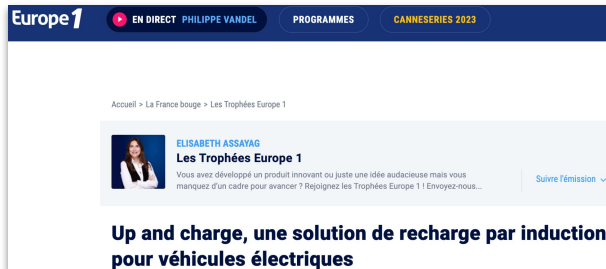 Europe 1
EN DIRECT PHILIPPE VANDEL
PROGRAMMES
CANNESERIES 2023
Accueil > La France bouge > Les Trophées Europe 1
ELISABETH ASSAYAG
Les Trophées Europe 1
Vous avez développé un produit innovant ou juste une idée audacieuse mais vous
manquez d'un cadre pour avancer ? Rejoignez les Trophées Europe 1 ! Envoyez-nous...
Suivre l'émission
Up and charge, une solution de recharge par induction
pour véhicules électriques